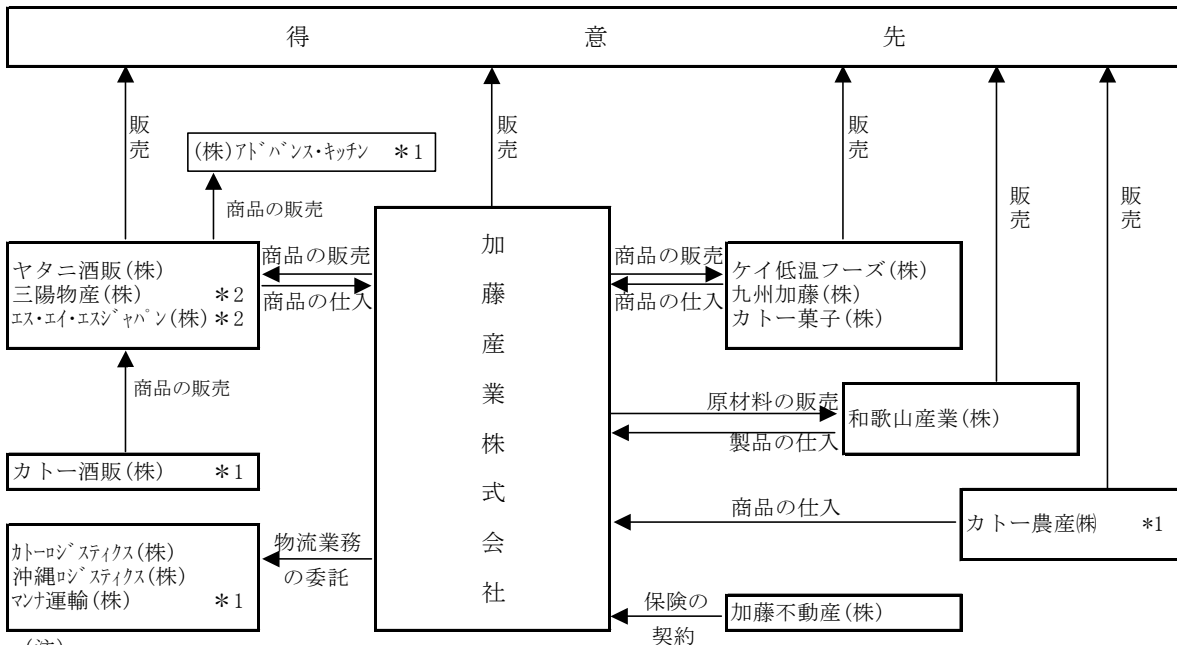 得意先
販売
販売
販売
販売
販売
(株)アドバンス・キッチン ＊1
商品の販売
加藤産業株式会社
ヤタニ酒販(株)
三陽物産(株) ＊2
エス・エイ・エスジャパン(株) ＊2
商品の販売
商品の仕入
商品の販売
商品の仕入
ケイ低温フーズ(株)
九州加藤(株)
カトー菓子(株)
商品の販売
カトー酒販(株) ＊1
原材料の販売
製品の仕入
和歌山産業(株)
商品の仕入
カトー農産㈱ *1
カトーロジスティクス(株)
沖縄ロジスティクス(株)
マンナ運輸(株) ＊1
物流業務
の委託
保険の
契約
加藤不動産(株)